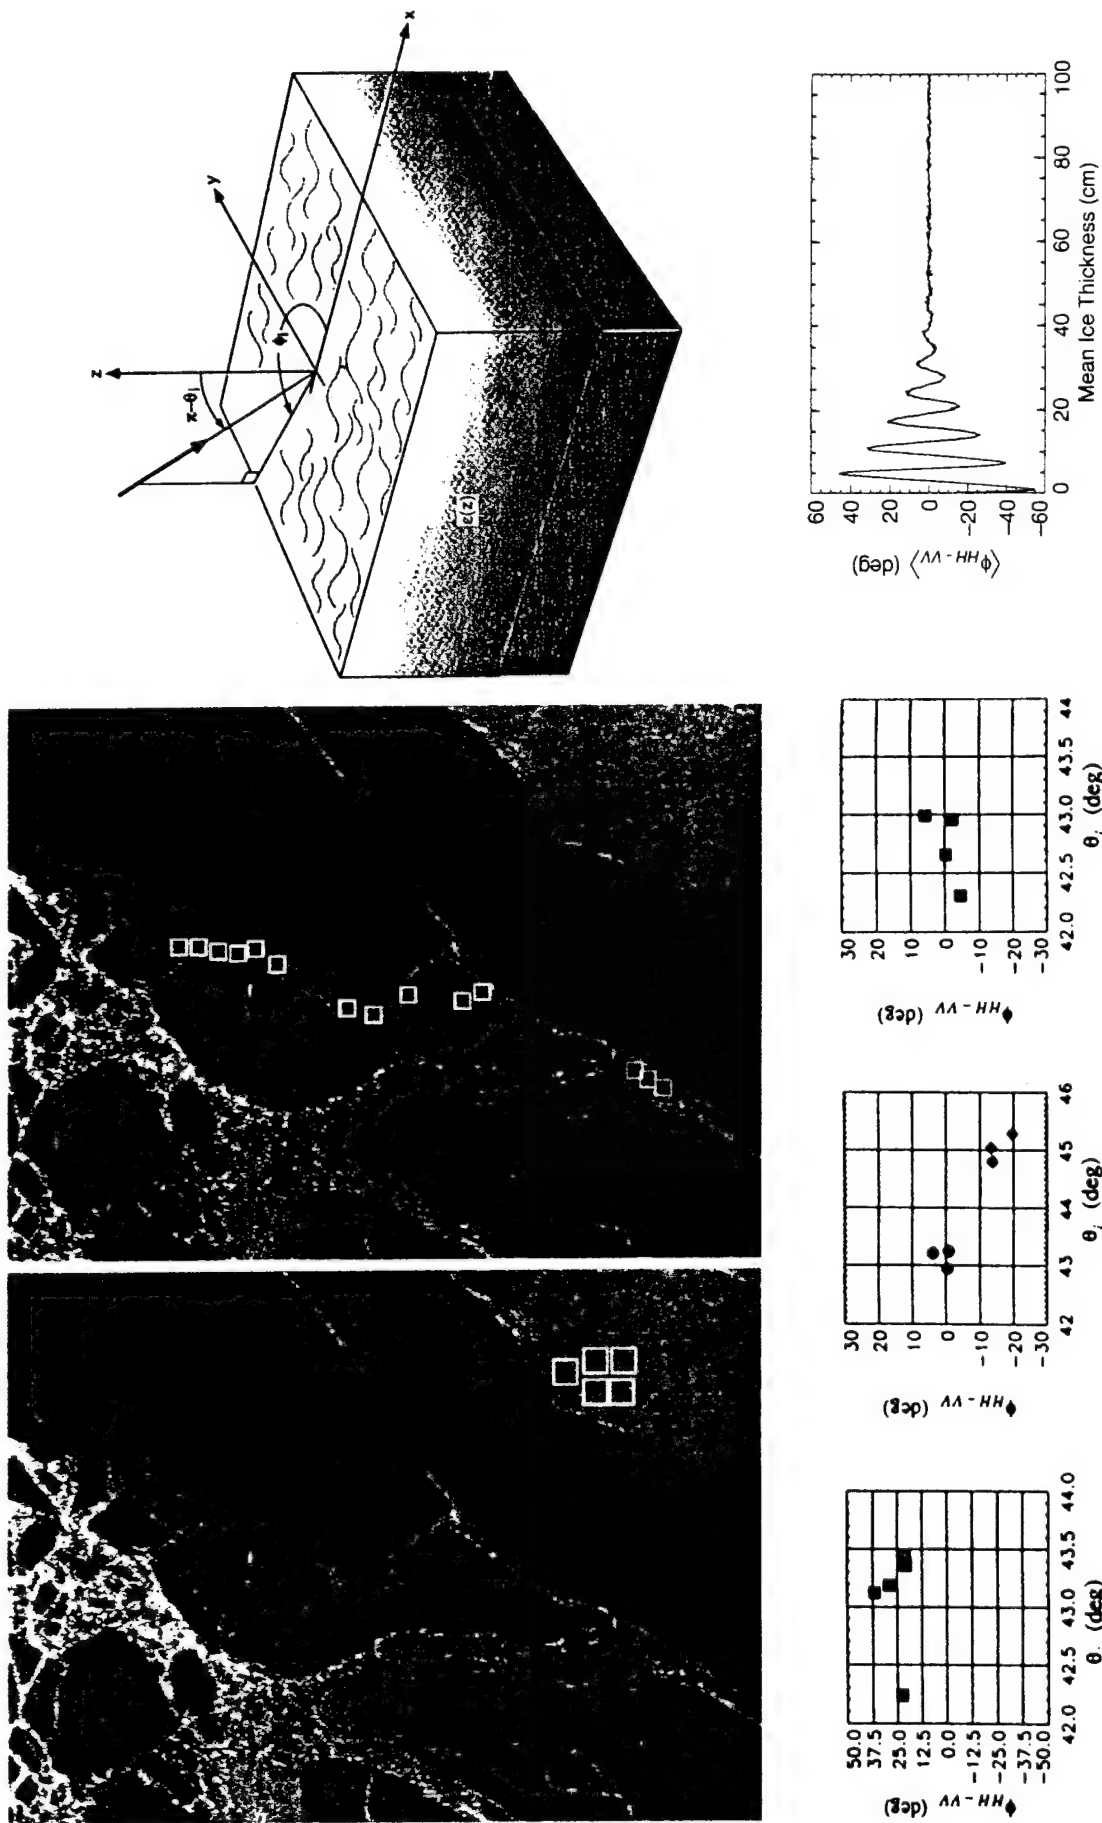 z
y
x
π-θi
ϕi
ε(z)
50.0
37.5
25.0
12.5
0.0
-12.5
-25.0
-37.5
-50.0
ϕHH-VV (deg)
42.0 42.5 43.0 43.5 44.0
θ. (deg)
30
20
10
0
-10
-20
-30
ϕHH-VV (deg)
42 43 44 45 46
θi (deg)
30
20
10
0
-10
-20
-30
ϕHH-VV (deg)
42.0 42.5 43.0 43.5 44
θi (deg)
60
40
20
0
-20
-40
-60
⟨ϕHH-VV⟩ (deg)
0 20 40 60 80 100
Mean Ice Thickness (cm)